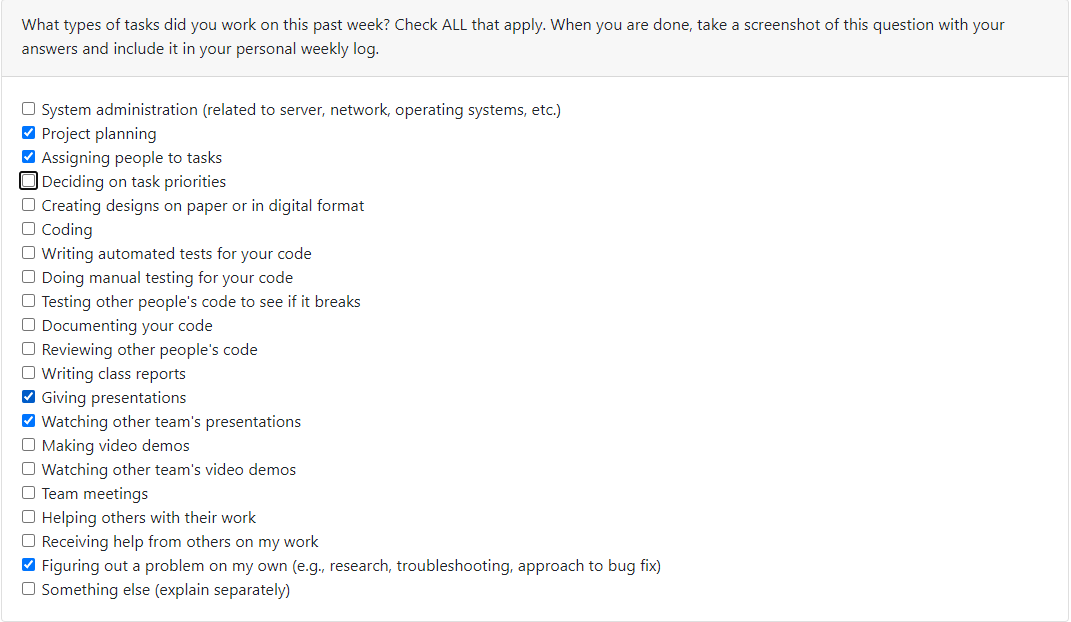 What types of tasks did you work on this past week? Check ALL that apply. When you are done, take a screenshot of this question with your
answers and include it in your personal weekly log.
System administration (related to server, network, operating systems, etc.)
Project planning
Assigning people to tasks
Deciding on task priorities
Creating designs on paper or in digital format
Coding
Writing automated tests for your code
Doing manual testing for your code
Testing other people's code to see if it breaks
Documenting your code
Reviewing other people's code
Writing class reports
Giving presentations
Watching other team's presentations
Making video demos
Watching other team's video demos
Team meetings
Helping others with their work
Receiving help from others on my work
Figuring out a problem on my own (e.g., research, troubleshooting, approach to bug fix)
Something else (explain separately)